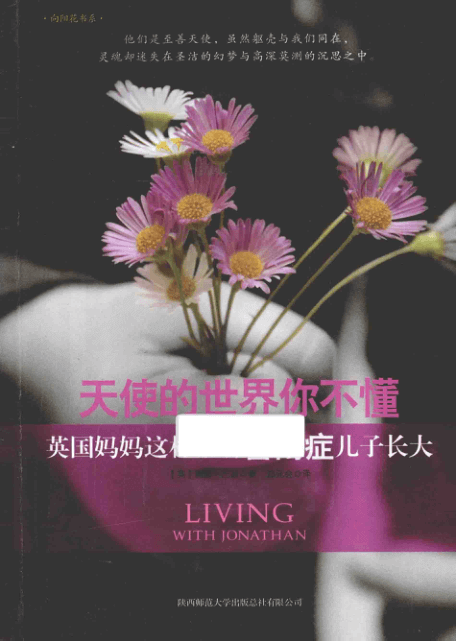 ·向阳花书系·
他们是至善天使，虽然躯壳与我们同在，
灵魂却迷失在圣洁的幻梦与高深莫测的沉思之中。
天使的世界你不懂
英国妈妈这 症儿子长大
LIVING
WITH JONATHAN
陕西师范大学出版总社有限公司